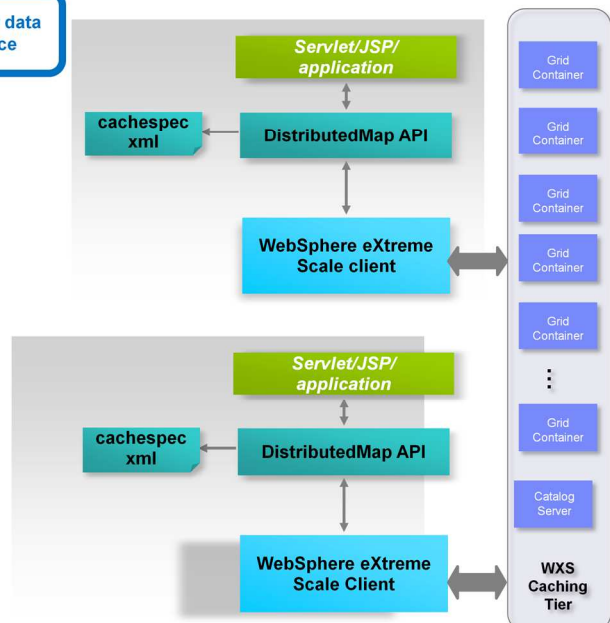 data
ce
Servlet/JSP/
application
cachespec
xml
DistributedMap API
WebSphere eXtreme
Scale client
Servlet/JSP/
application
cachespec
xml
DistributedMap API
WebSphere eXtreme
Scale Client
Grid
Container
Grid
Container
Grid
Container
Grid
Container
Grid
Container
⋮
Grid
Container
Catalog
Server
WXS
Caching
Tier